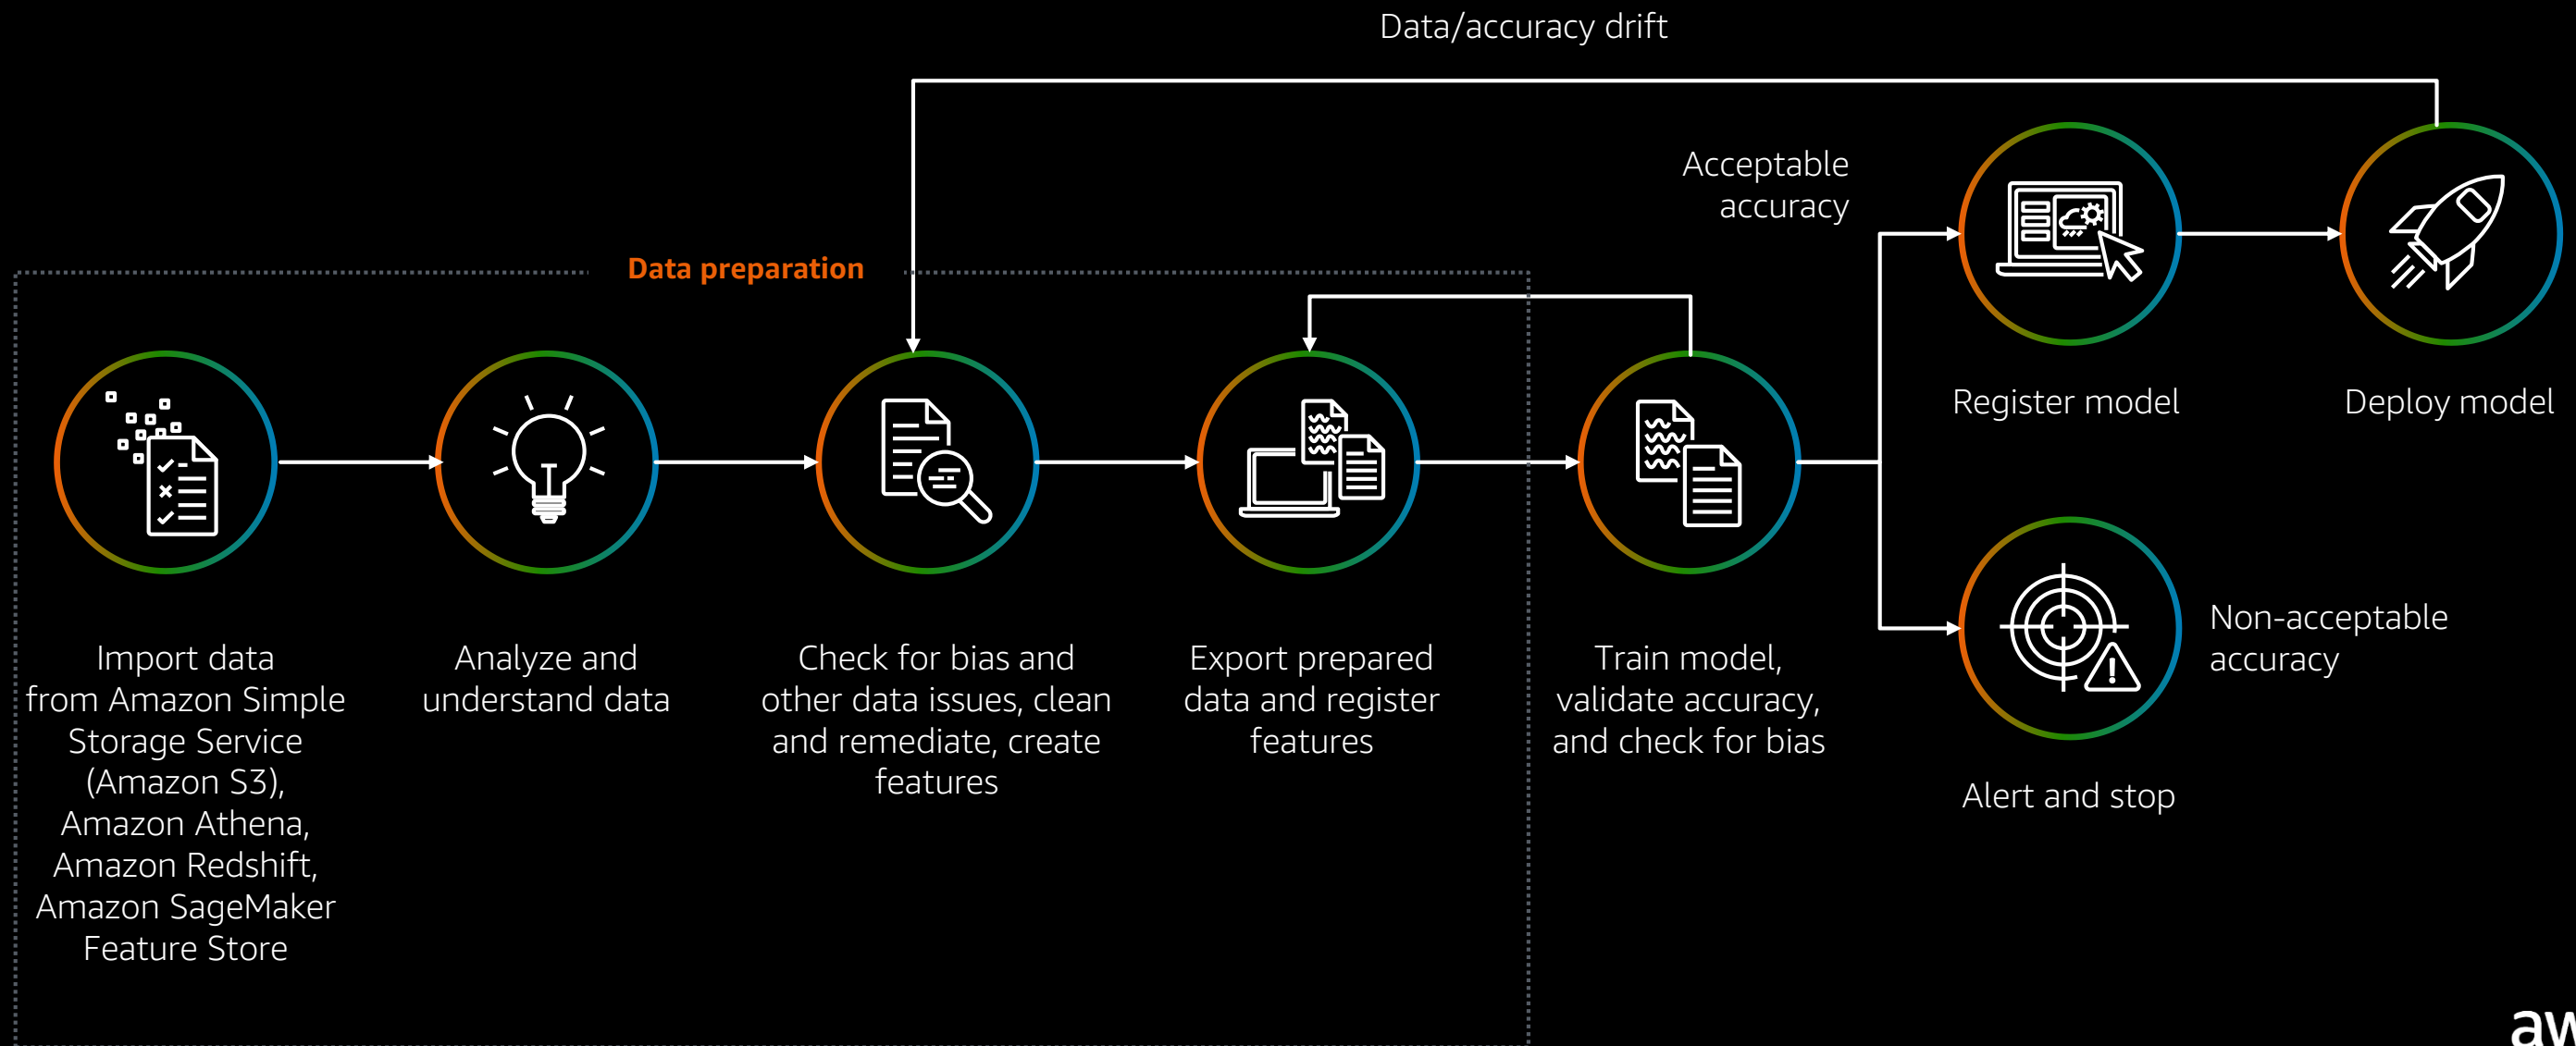 Data/accuracy drift
Acceptable
accuracy
Data preparation
Register model
Deploy model
Import data
from Amazon Simple
Storage Service
(Amazon S3),
Amazon Athena,
Amazon Redshift,
Amazon SageMaker
Feature Store
Analyze and
understand data
Check for bias and
other data issues, clean
and remediate, create
features
Export prepared
data and register
features
Train model,
validate accuracy,
and check for bias
Non-acceptable
accuracy
Alert and stop